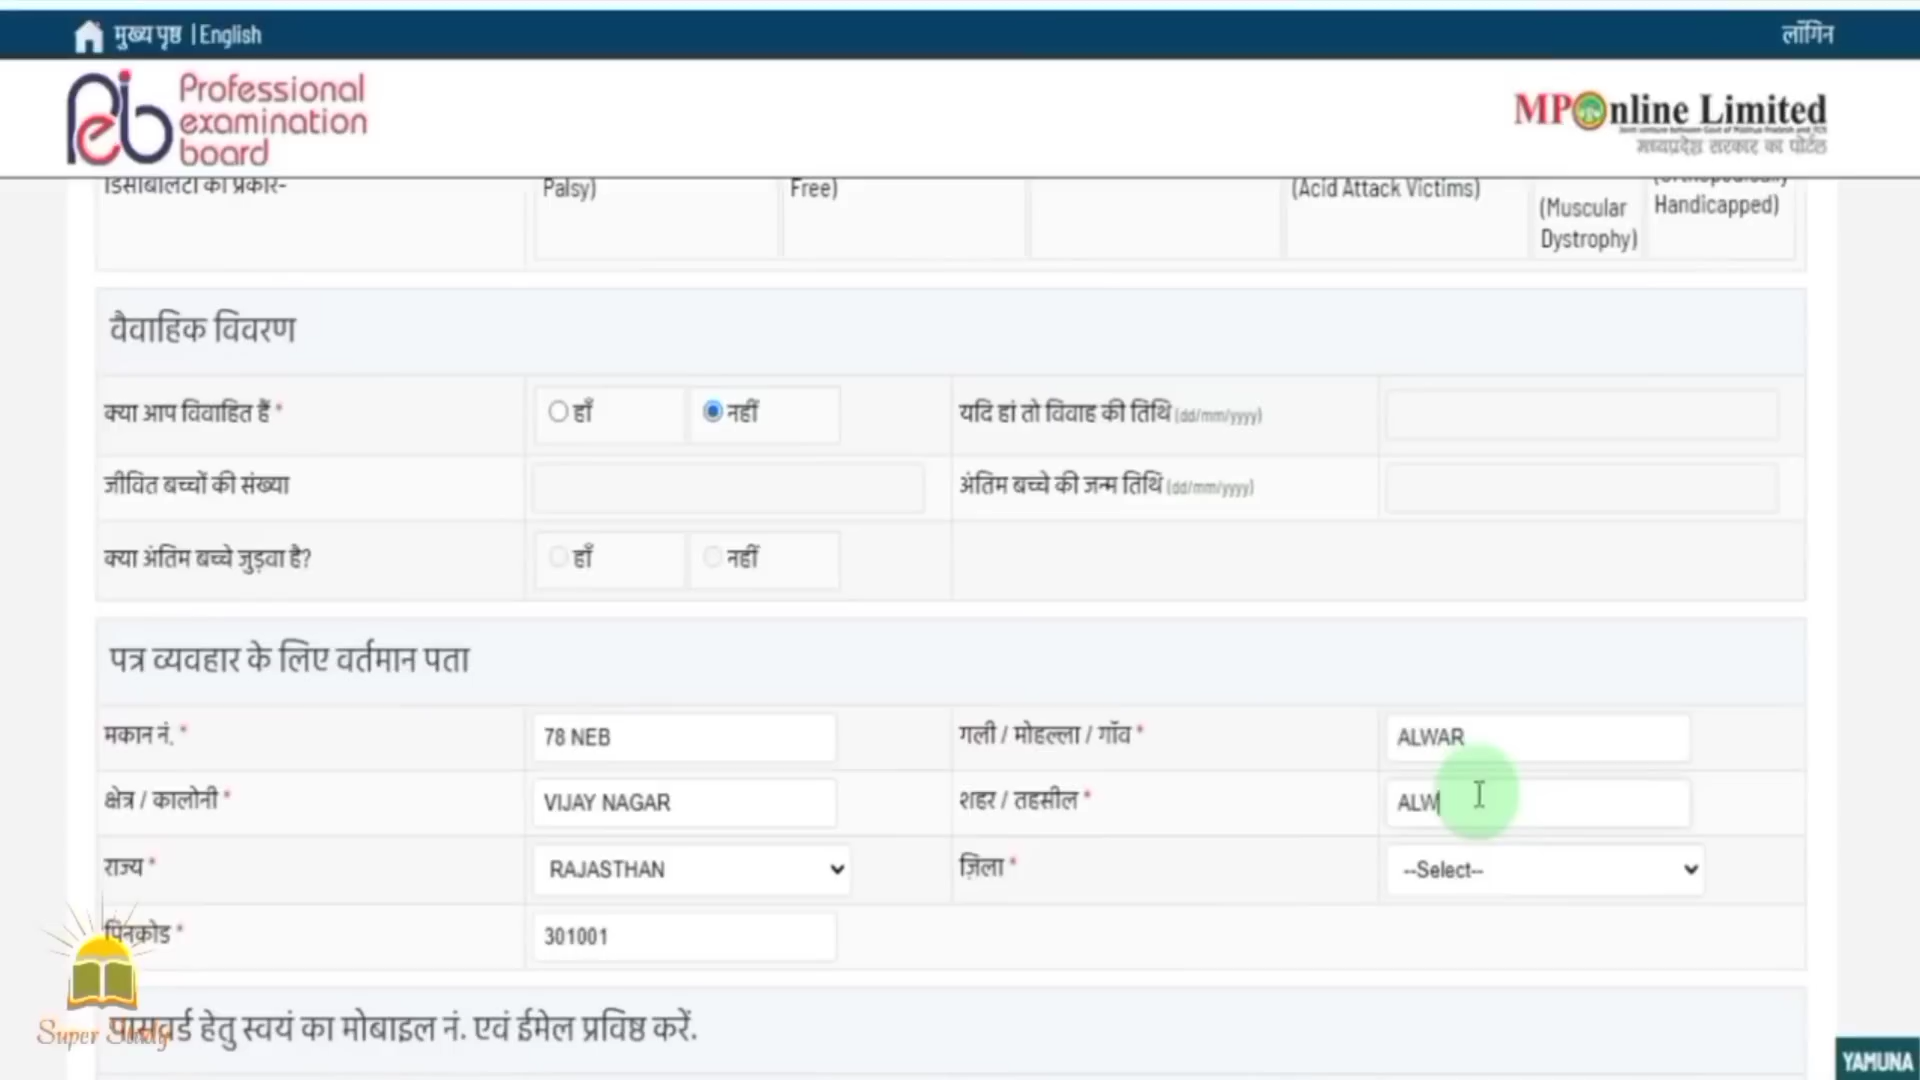 मुख्य पृष्ठ | English
लॉगिन
Peb Professional examination board
MPOnline Limited
मध्यप्रदेश सरकार का पोर्टल
डिसेबिलिटी का प्रकार-
Palsy)
Free)
(Acid Attack Victims)
(Muscular Dystrophy)
(Orthopedically Handicapped)
वैवाहिक विवरण
क्या आप विवाहित हैं * हाँ नहीं यदि हां तो विवाह की तिथि (dd/mm/yyyy)
जीवित बच्चों की संख्या अंतिम बच्चे की जन्म तिथि (dd/mm/yyyy)
क्या अंतिम बच्चे जुड़वा है? हाँ नहीं
पत्र व्यवहार के लिए वर्तमान पता
मकान नं. * 78 NEB गली / मोहल्ला / गॉव * ALWAR
क्षेत्र / कालोनी * VIJAY NAGAR शहर / तहसील * ALW
राज्य * RAJASTHAN ज़िला * --Select--
पिनकोड * 301001
पासवर्ड हेतु स्वयं का मोबाइल नं. एवं ईमेल प्रविष्ठ करें.
Super Study
YAMUNA